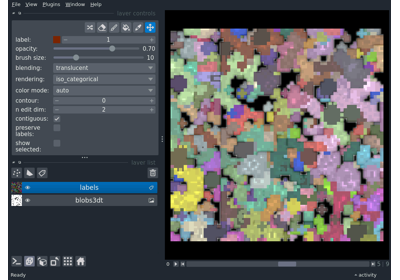 File View Plugins Window Help
layer controls
label: 1
opacity: 0.70
brush size: 10
blending: translucent
rendering: iso_categorical
color mode: auto
contour: 0
n edit dim: 2
contiguous:
preserve
labels:
show
selected:
layer list
labels
blobs3dt
Ready
activity